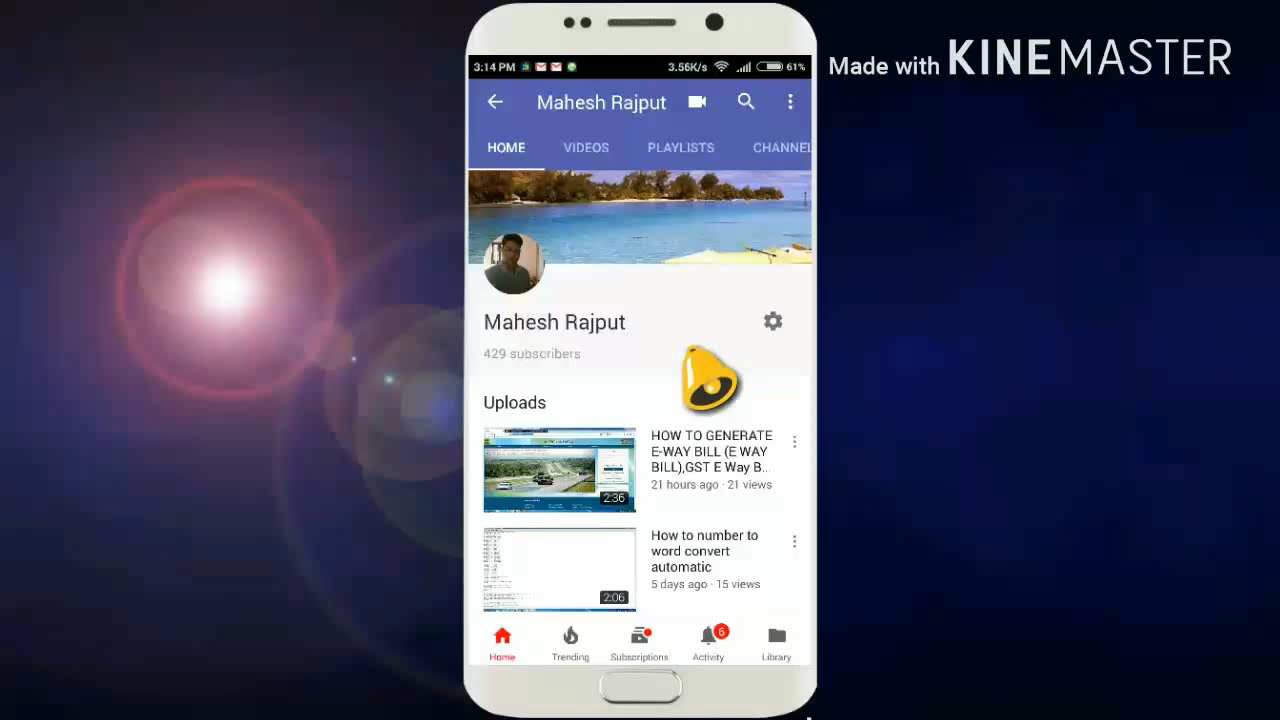 Made with KINEMASTER
3:14 PM 3.56K/s 61%
Mahesh Rajput
HOME VIDEOS PLAYLISTS CHANNEL
Mahesh Rajput
429 subscribers
Uploads
HOW TO GENERATE
E-WAY BILL (E WAY
BILL),GST E Way B...
21 hours ago · 21 views
2:36
How to number to
word convert
automatic
5 days ago · 15 views
2:06
6
Home Trending Subscriptions Activity Library